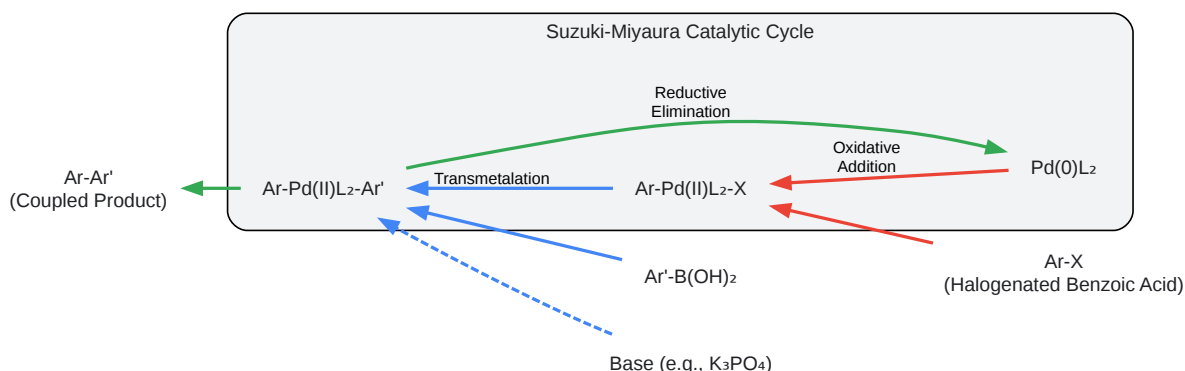 Suzuki-Miyaura Catalytic Cycle
Reductive
Elimination
Oxidative
Addition
Pd(0)L₂
Transmetalation
Ar-Ar'
(Coupled Product)
Ar-Pd(II)L₂-Ar'
Ar-Pd(II)L₂-X
Ar'-B(OH)₂
Ar-X
(Halogenated Benzoic Acid)
Base (e.g., K₃PO₄)